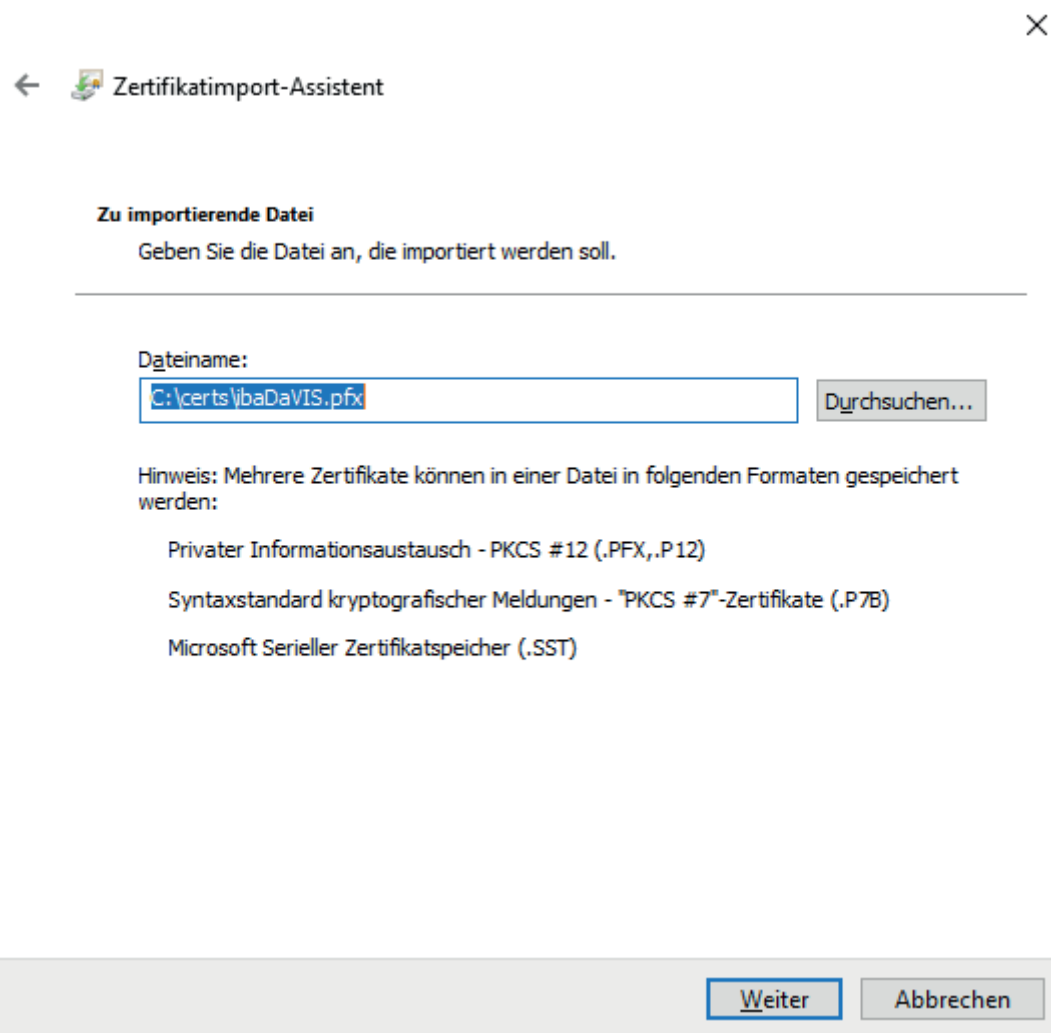 Zertifikatimport-Assistent
Zu importierende Datei
Geben Sie die Datei an, die importiert werden soll.
Dateiname:
C:\certs\ibaDaVIS.pfx
Durchsuchen...
Hinweis: Mehrere Zertifikate können in einer Datei in folgenden Formaten gespeichert
werden:
Privater Informationsaustausch - PKCS #12 (.PFX,.P12)
Syntaxstandard kryptografischer Meldungen - "PKCS #7"-Zertifikate (.P7B)
Microsoft Serieller Zertifikatspeicher (.SST)
Weiter
Abbrechen